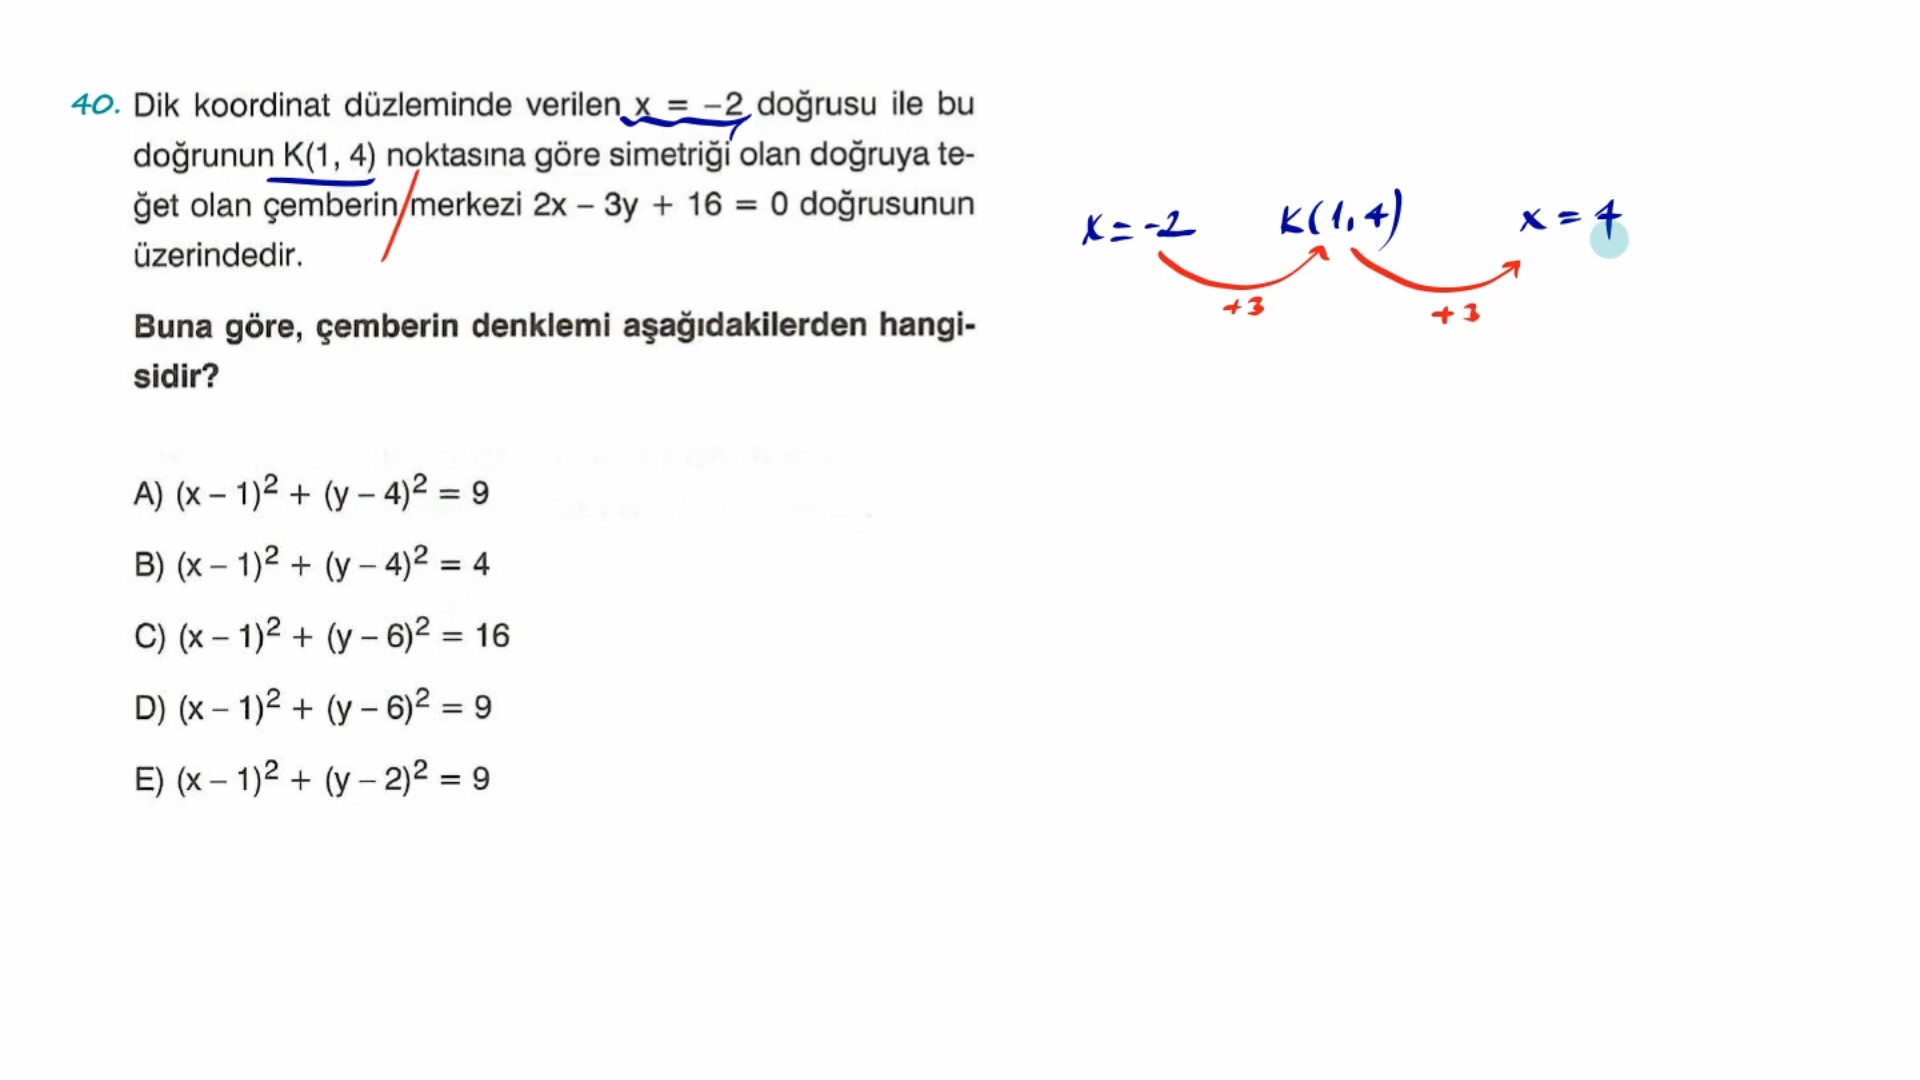 40. Dik koordinat düzleminde verilen x = −2 doğrusu ile bu
doğrunun K(1, 4) noktasına göre simetriği olan doğruya te-
ğet olan çemberin merkezi 2x − 3y + 16 = 0 doğrusunun
üzerindedir.
Buna göre, çemberin denklemi aşağıdakilerden hangi-
sidir?
A) (x − 1)² + (y − 4)² = 9
B) (x − 1)² + (y − 4)² = 4
C) (x − 1)² + (y − 6)² = 16
D) (x − 1)² + (y − 6)² = 9
E) (x − 1)² + (y − 2)² = 9
x = -2 K(1,4) x = 4
+3 +3